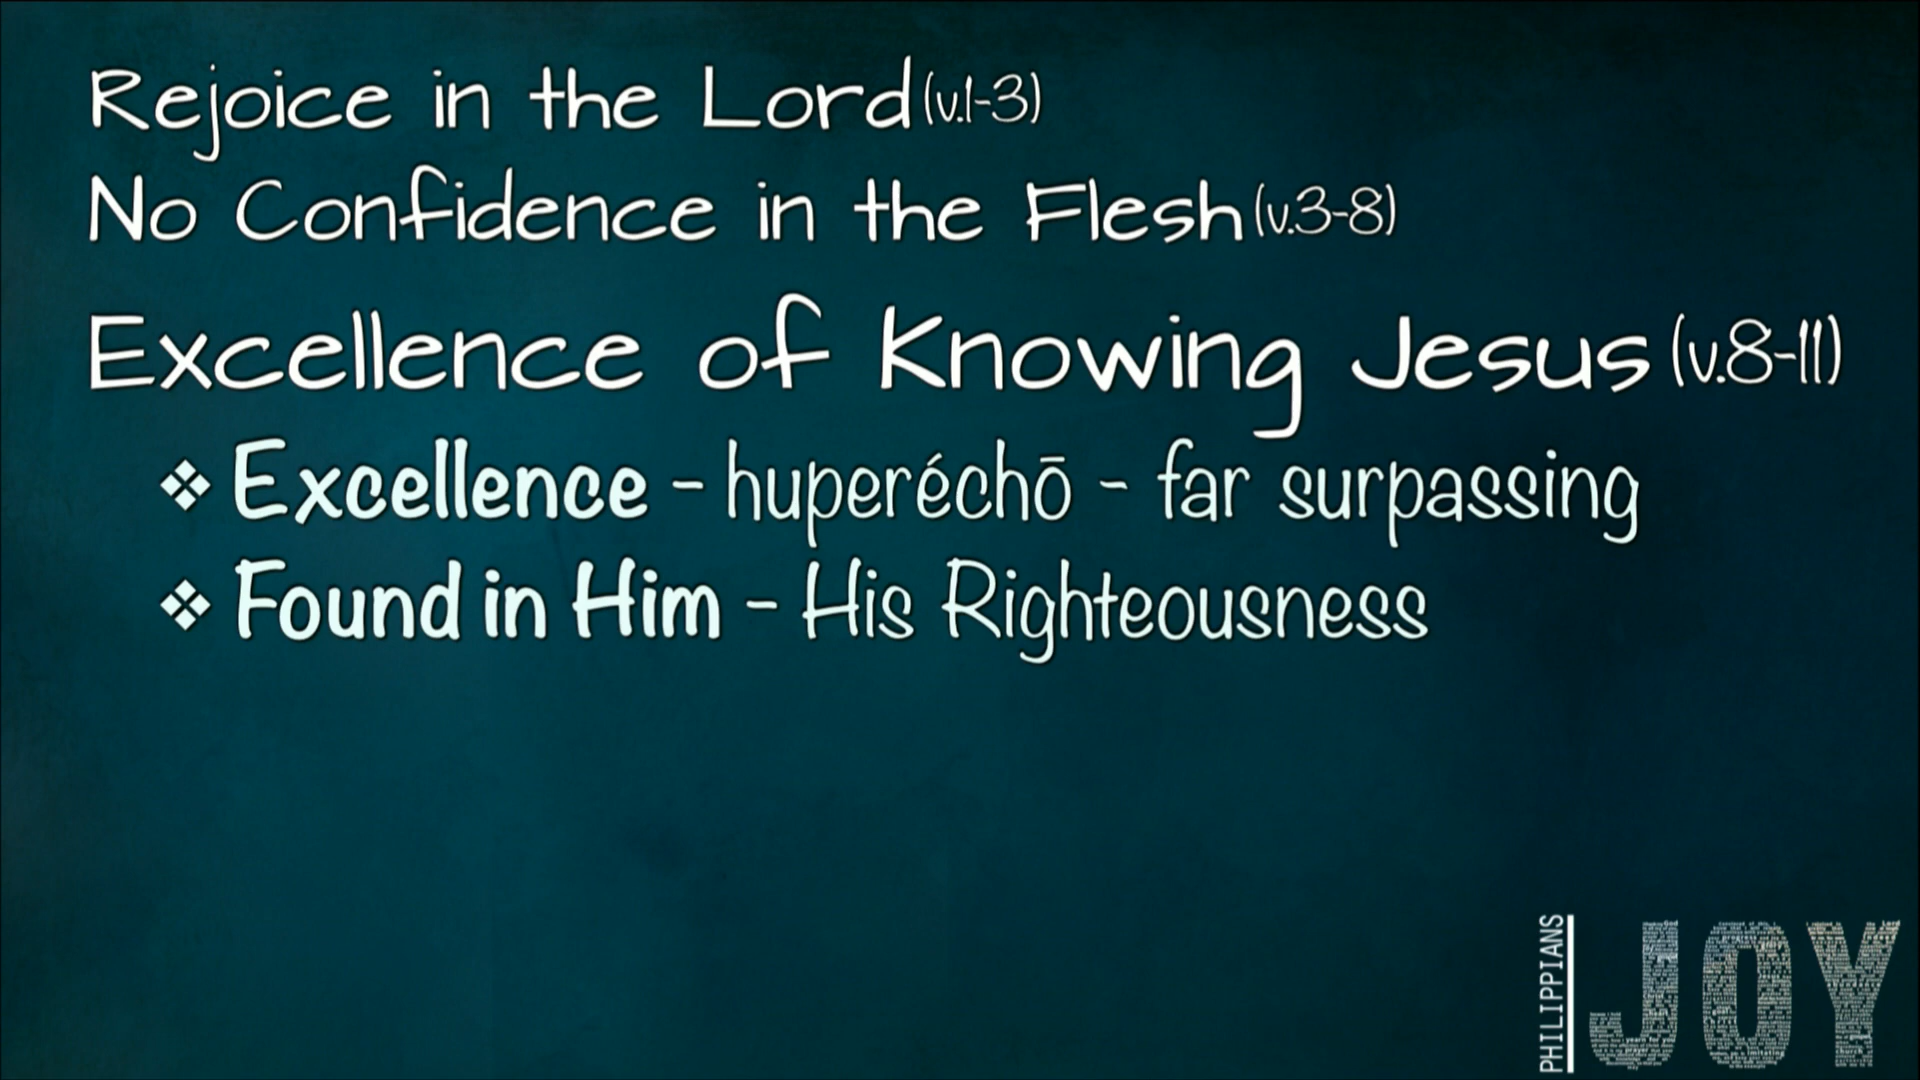 Rejoice in the Lord (v.1-3)
No Confidence in the Flesh (v.3-8)
Excellence of Knowing Jesus (v.8-11)
❖ Excellence - huperéchō - far surpassing
❖ Found in Him - His Righteousness
PHILIPPIANS
JOY